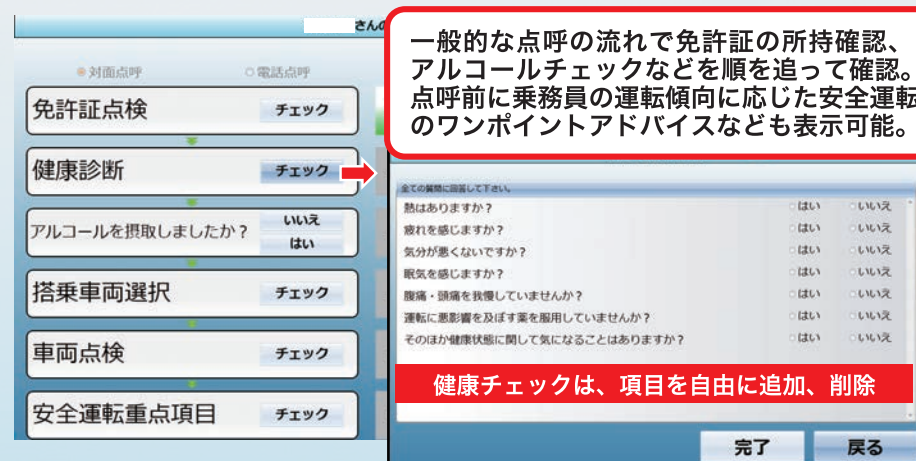 さんの
対面点呼
電話点呼
免許証点検 チェック
健康診断 チェック
アルコールを摂取しましたか? いいえ
はい
搭乗車両選択 チェック
車両点検 チェック
安全運転重点項目 チェック
一般的な点呼の流れで免許証の所持確認、
アルコールチェックなどを順を追って確認。
点呼前に乗務員の運転傾向に応じた安全運転
のワンポイントアドバイスなども表示可能。
全ての質問に回答して下さい。
熱はありますか? はい いいえ
疲れを感じますか? はい いいえ
気分が悪くないですか? はい いいえ
眠気を感じますか? はい いいえ
腹痛・頭痛を我慢していませんか? はい いいえ
運転に悪影響を及ぼす薬を服用していませんか? はい いいえ
そのほか健康状態に関して気になることはありますか? はい いいえ
健康チェックは、項目を自由に追加、削除
完了 戻る